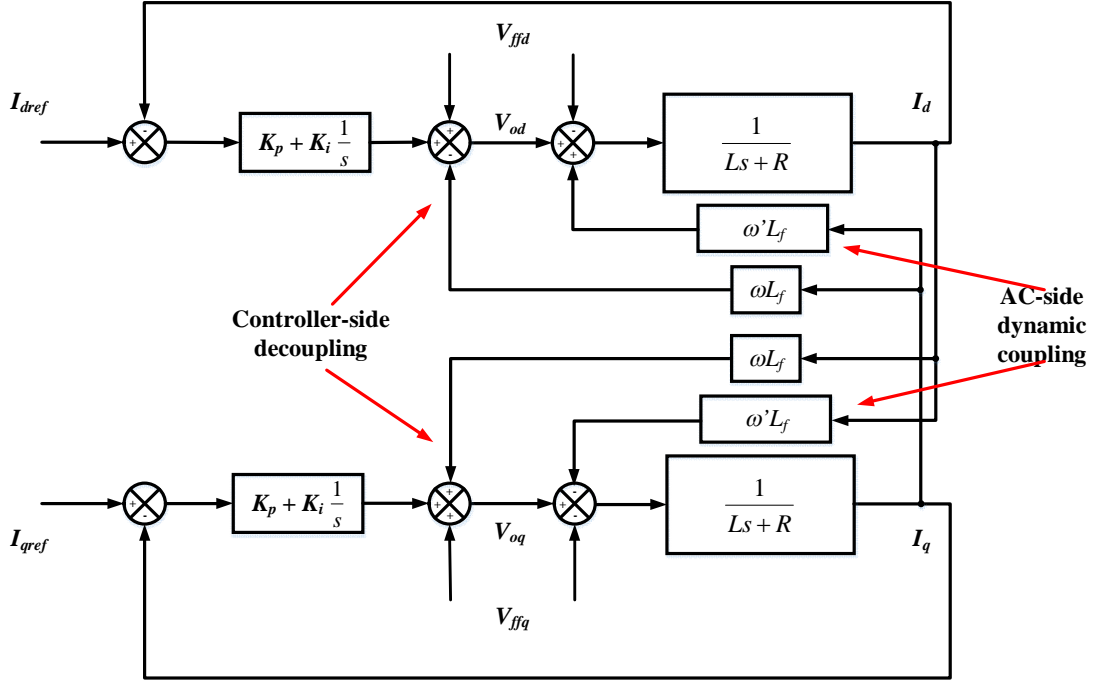 V_ffd
I_dref
I_d
V_od
- + + + - - + +
K_p + K_i 1/s
1/(Ls + R)
ω’L_f
ωL_f
Controller-side
decoupling
AC-side
dynamic
coupling
ωL_f
ω’L_f
K_p + K_i 1/s
1/(Ls + R)
+ - + + + + - -
I_qref
V_oq
I_q
V_ffq